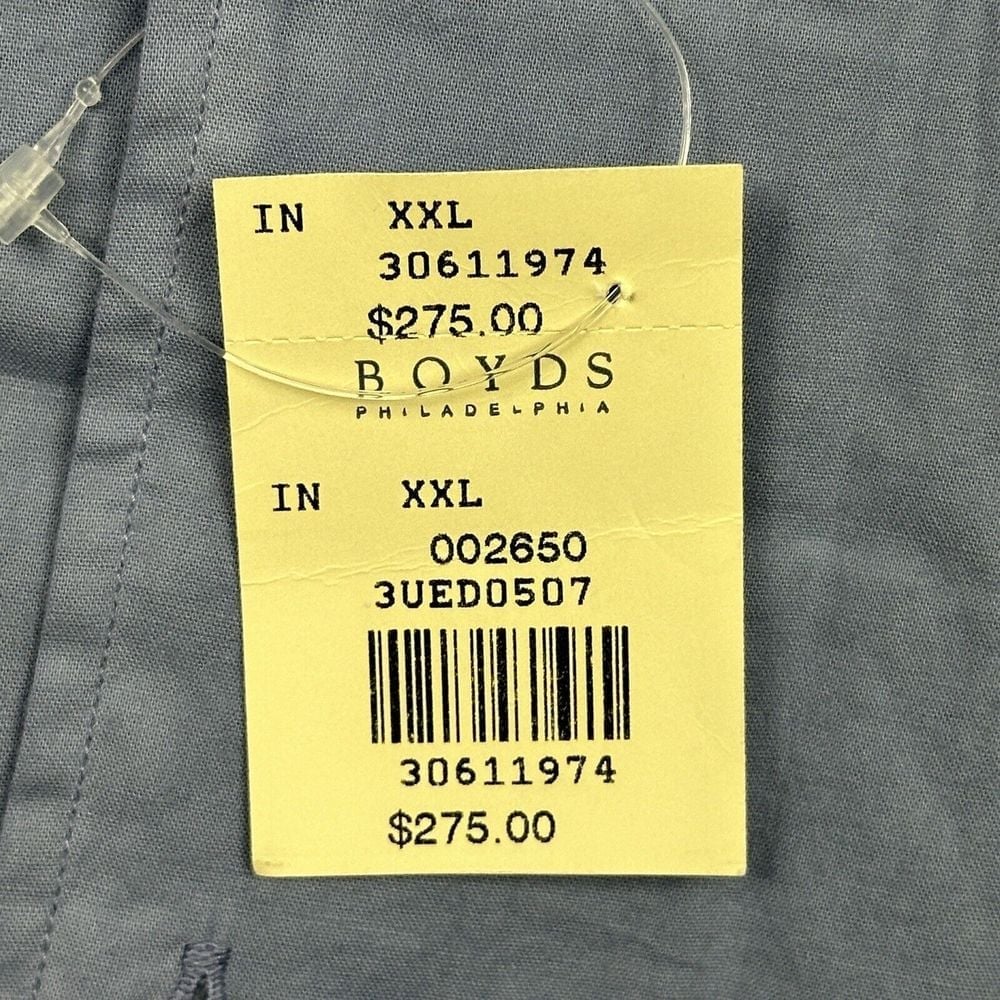 IN XXL
30611974
$275.00
BOYDS
PHILADELPHIA
IN XXL
002650
3UED0507
30611974
$275.00